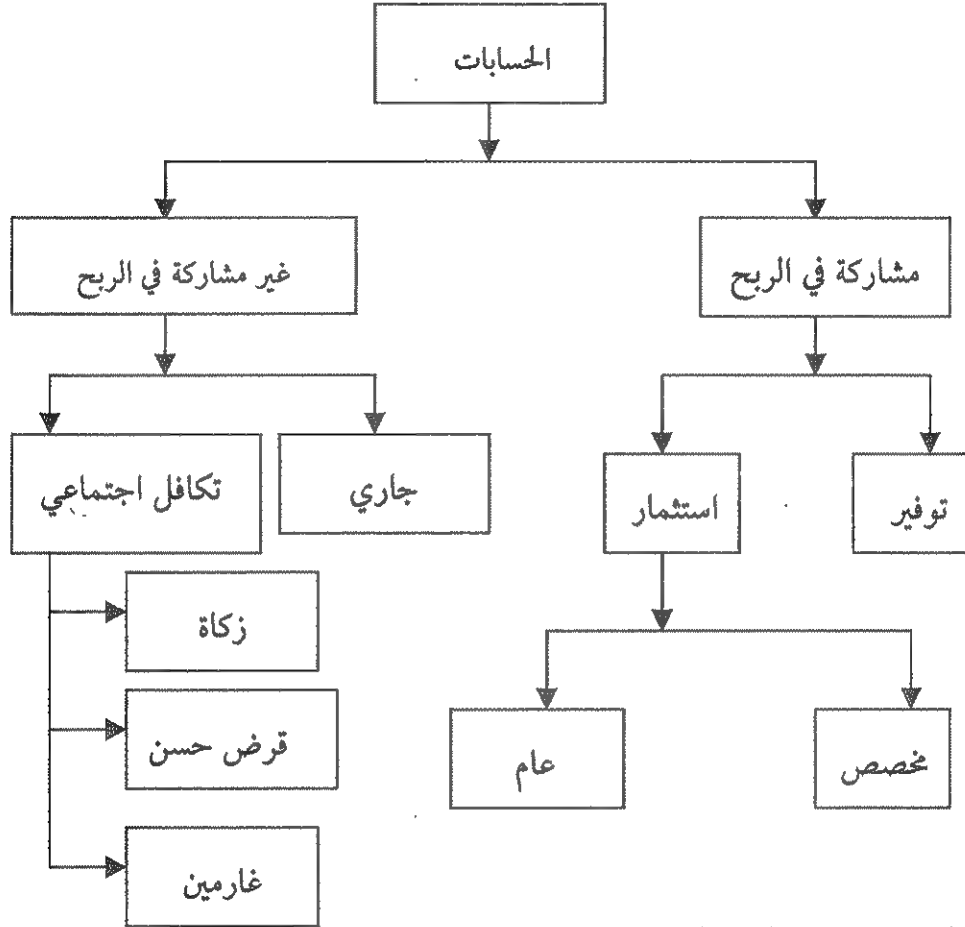 الحسابات
مشاركة في الربح
غير مشاركة في الربح
توفير
استثمار
جاري
تكافل اجتماعي
زكاة
قرض حسن
غارمين
مخصص
عام